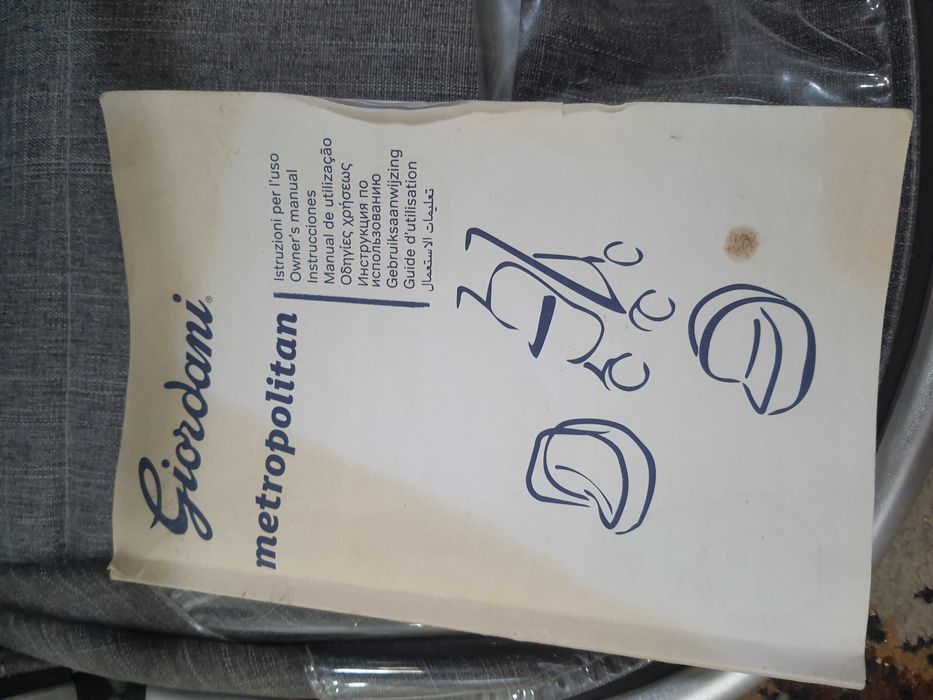 Giordani®
metropolitan
Istruzioni per l'uso
Owner's manual
Instrucciones
Manual de utilização
Οδηγίες χρήσεως
Инструкция по
использованию
Gebruiksaanwijzing
Guide d'utilisation
تعليمات الاستعمال